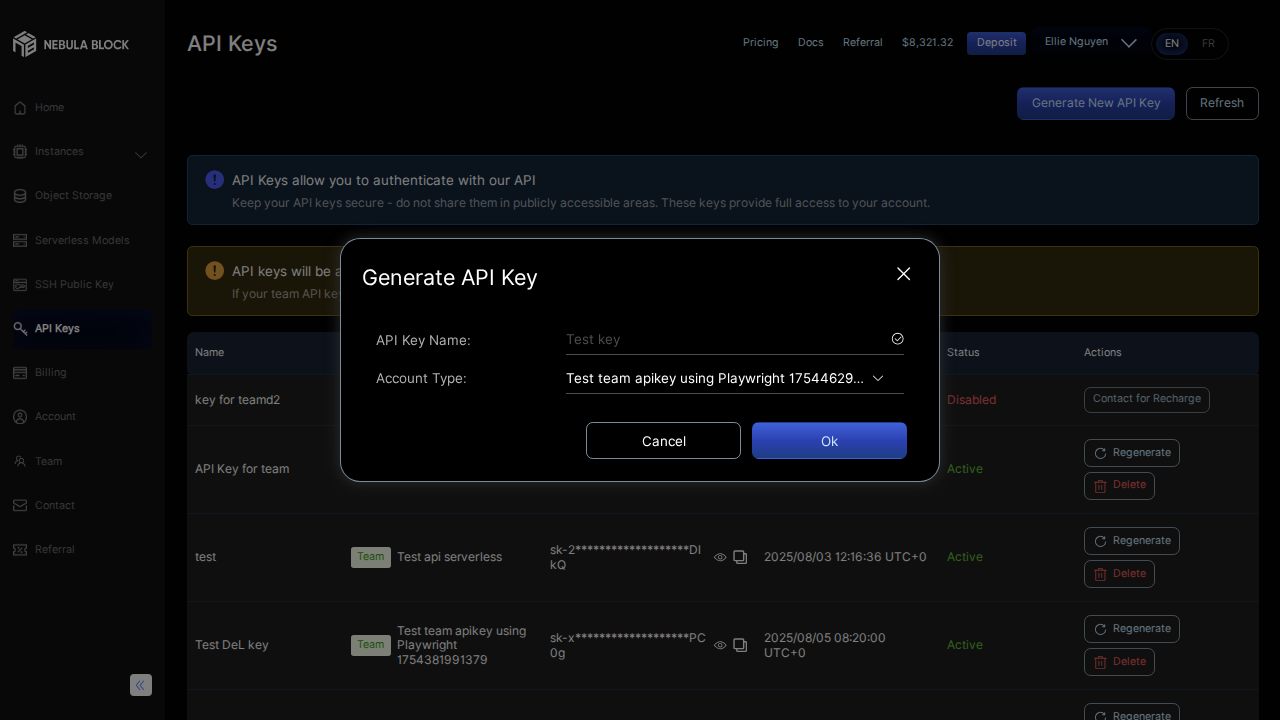 NEBULA BLOCK
API Keys
Pricing
Docs
Referral
$8,321.32
Deposit
Ellie Nguyen
EN
FR
Home
Instances
Object Storage
Serverless Models
SSH Public Key
API Keys
Billing
Account
Team
Contact
Referral
Generate New API Key
Refresh
API Keys allow you to authenticate with our API
Keep your API keys secure - do not share them in publicly accessible areas. These keys provide full access to your account.
API keys will be a
If your team API ke
Generate API Key
API Key Name:
Test key
Account Type:
Test team apikey using Playwright 17544629...
Cancel
Ok
Name
Status
Actions
key for teamd2
Disabled
Contact for Recharge
API Key for team
Active
Regenerate
Delete
test
Team
Test api serverless
sk-2*******************DI
kQ
2025/08/03 12:16:36 UTC+0
Active
Regenerate
Delete
Test DeL key
Team
Test team apikey using
Playwright
1754381991379
sk-x*******************PC
0g
2025/08/05 08:20:00
UTC+0
Active
Regenerate
Delete
Regenerate